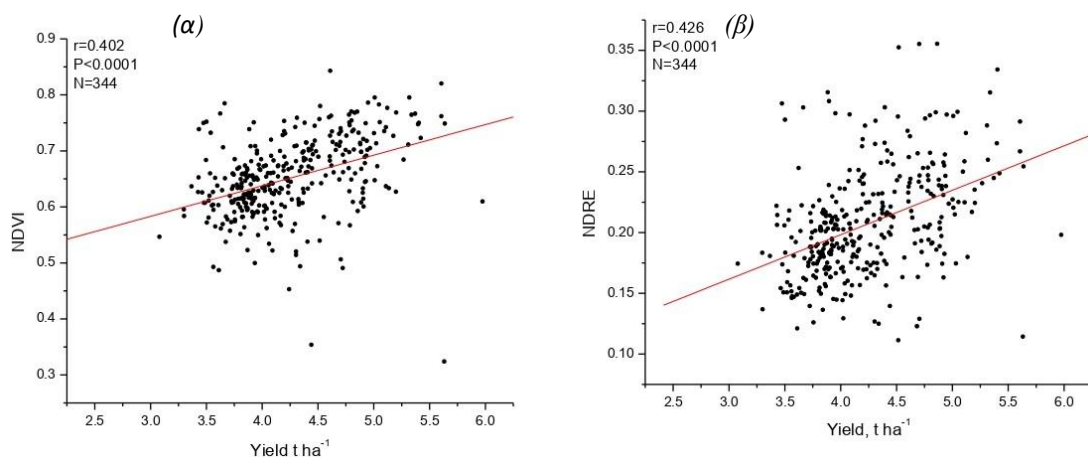 (α)
r=0.402
P<0.0001
N=344
0.9
0.8
0.7
0.6
0.5
0.4
0.3
NDVI
2.5 3.0 3.5 4.0 4.5 5.0 5.5 6.0
Yield t ha⁻¹
(β)
r=0.426
P<0.0001
N=344
0.35
0.30
0.25
0.20
0.15
0.10
NDRE
2.5 3.0 3.5 4.0 4.5 5.0 5.5 6.0
Yield, t ha⁻¹